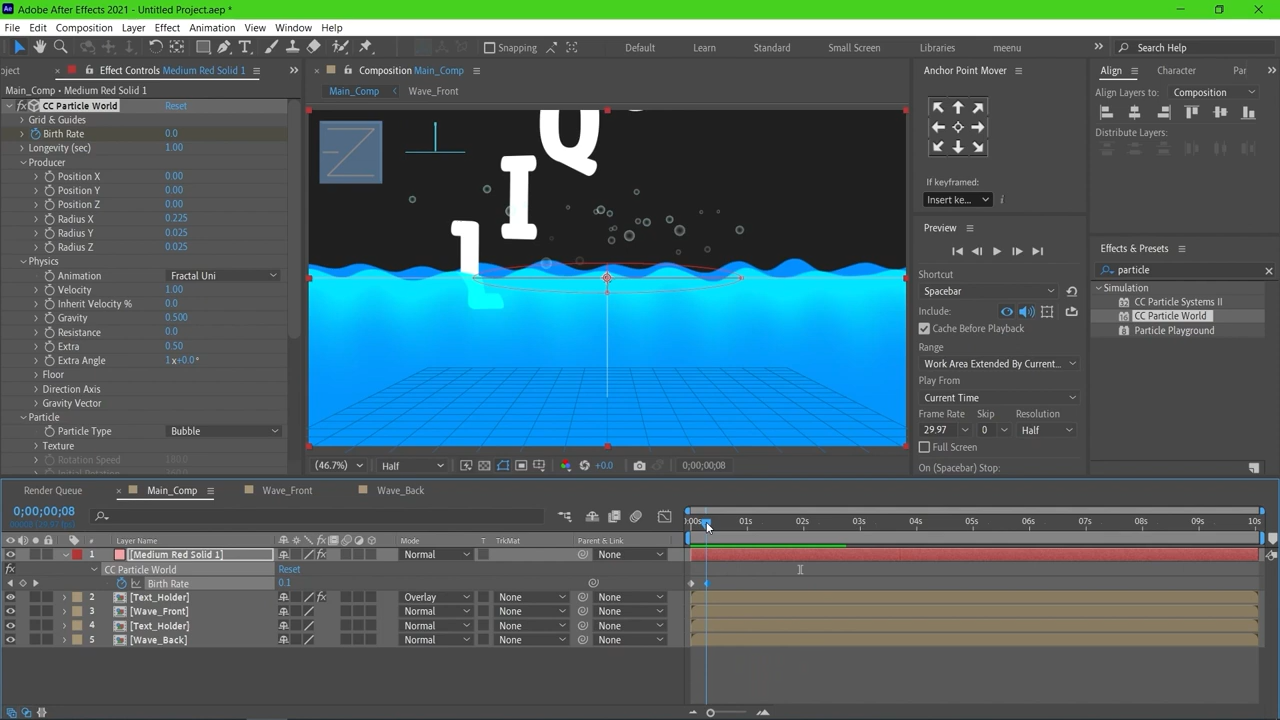 Adobe After Effects 2021 - Untitled Project.aep *
File Edit Composition Layer Effect Animation View Window Help
Snapping Default Learn Standard Small Screen Libraries meenu Search Help
oject Effect Controls Medium Red Solid 1
Main_Comp • Medium Red Solid 1
CC Particle World Reset
Grid & Guides
Birth Rate 0.0
Longevity (sec) 1.00
Producer
Position X 0.00
Position Y 0.00
Position Z 0.00
Radius X 0.225
Radius Y 0.025
Radius Z 0.025
Physics
Animation Fractal Uni
Velocity 1.00
Inherit Velocity % 0.0
Gravity 0.500
Resistance 0.0
Extra 0.50
Extra Angle 1x+0.0°
Floor
Direction Axis
Gravity Vector
Particle
Particle Type Bubble
Texture
Rotation Speed 180.0
Composition Main_Comp
Main_Comp Wave_Front
Z
Q
I
L
(46.7%) Half +0.0 0;00;00;08
Anchor Point Mover
If keyframed:
Insert ke...
Preview
Shortcut
Spacebar
Include:
Cache Before Playback
Range
Work Area Extended By Current...
Play From
Current Time
Frame Rate Skip Resolution
29.97 0 Half
Full Screen
On (Spacebar) Stop:
Align Character Par
Align Layers to: Composition
Distribute Layers:
Effects & Presets
particle
Simulation
CC Particle Systems II
CC Particle World
Particle Playground
Render Queue Main_Comp Wave_Front Wave_Back
0;00;00;08
00008 (29.97 fps)
# Layer Name Mode T TrkMat Parent & Link
:00s 01s 02s 03s 04s 05s 06s 07s 08s 09s 10s
1 [Medium Red Solid 1] Normal None
CC Particle World Reset
Birth Rate 0.1
2 [Text_Holder] Overlay None None
3 [Wave_Front] Normal None None
4 [Text_Holder] Normal None None
5 [Wave_Back] Normal None None